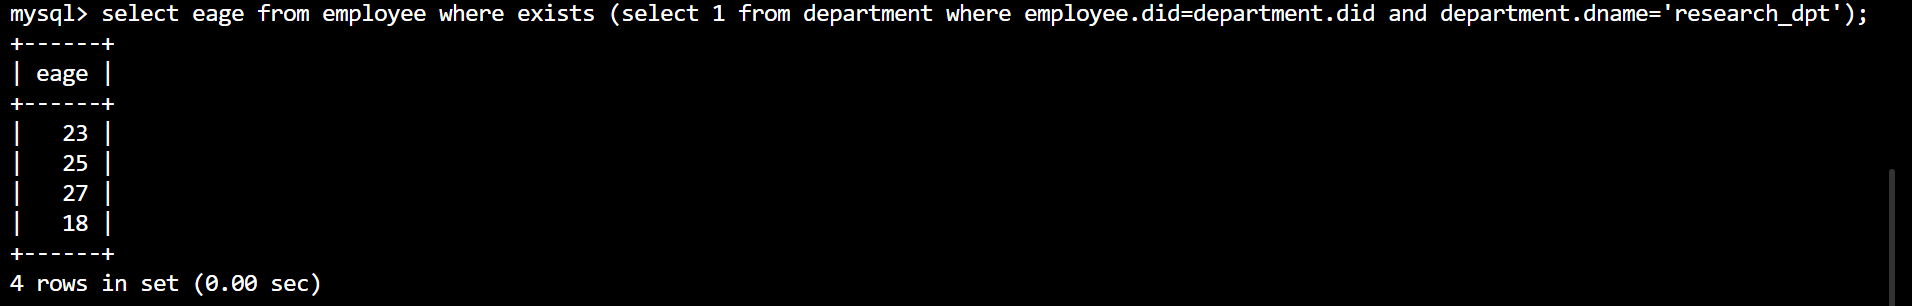 mysql> select eage from employee where exists (select 1 from department where employee.did=department.did and department.dname='research_dpt');
+------+
| eage |
+------+
|   23 |
|   25 |
|   27 |
|   18 |
+------+
4 rows in set (0.00 sec)